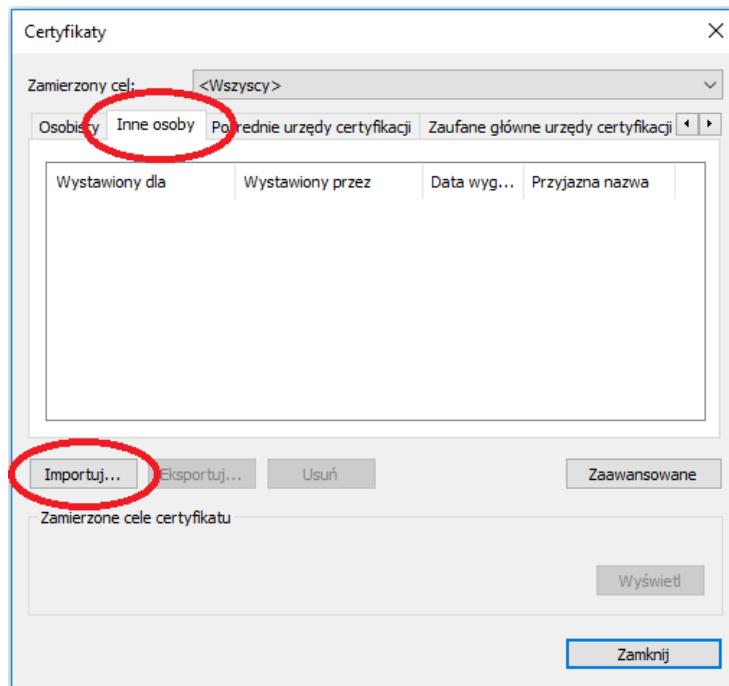 Certyfikaty
Zamierzony cel: <Wszyscy>
Osobisty Inne osoby Pośrednie urzędy certyfikacji Zaufane główne urzędy certyfikacji
Wystawiony dla Wystawiony przez Data wyg... Przyjazna nazwa
Importuj... Eksportuj... Usuń Zaawansowane
Zamierzone cele certyfikatu
Wyświetl
Zamknij